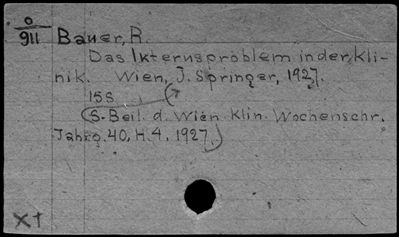 0
911
Bauer, R.
Das Ikterusproblem in der Kli-
nik. Wien, J. Springer, 1927.
15S
(S.-Beil. d. Wien. Klin. Wochenschr.
Jahrg. 40, H. 4. 1927.)
X†